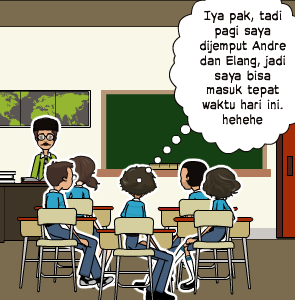 Iya pak, tadi
pagi saya
dijemput Andre
dan Elang, jadi
saya bisa
masuk tepat
waktu hari ini.
hehehe